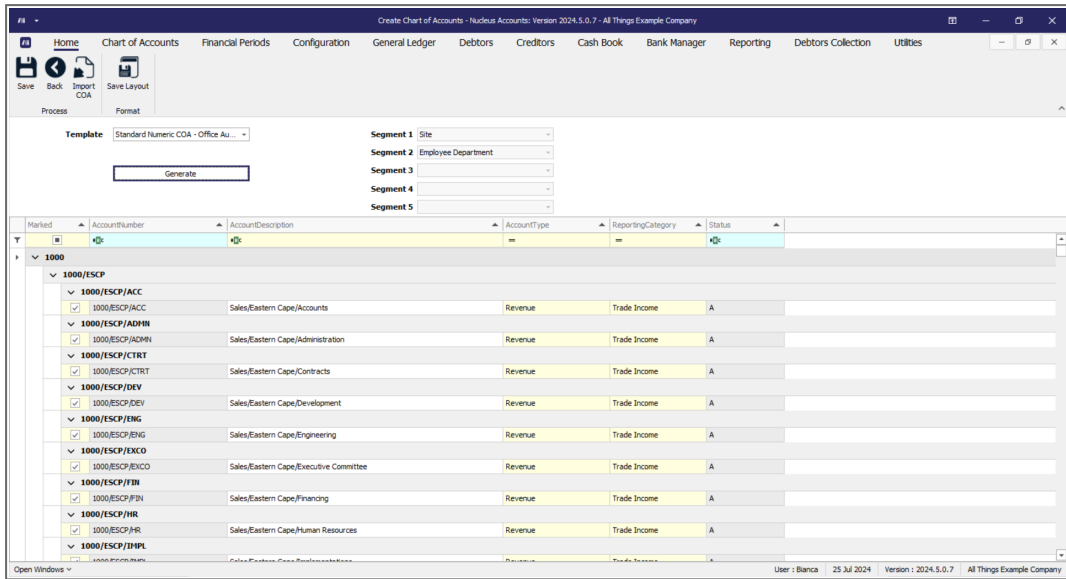 Create Chart of Accounts - Nucleus Accounts: Version 2024.5.0.7 - All Things Example Company
Home Chart of Accounts Financial Periods Configuration General Ledger Debtors Creditors Cash Book Bank Manager Reporting Debtors Collection Utilities
Save Back Import COA Save Layout
Process Format
Template Standard Numeric COA - Office Au... Segment 1 Site
Segment 2 Employee Department
Generate Segment 3
Segment 4
Segment 5
Marked AccountNumber AccountDescription AccountType ReportingCategory Status
= =
1000
1000/ESCP
1000/ESCP/ACC
1000/ESCP/ACC Sales/Eastern Cape/Accounts Revenue Trade Income A
1000/ESCP/ADMN
1000/ESCP/ADMN Sales/Eastern Cape/Administration Revenue Trade Income A
1000/ESCP/CTRT
1000/ESCP/CTRT Sales/Eastern Cape/Contracts Revenue Trade Income A
1000/ESCP/DEV
1000/ESCP/DEV Sales/Eastern Cape/Development Revenue Trade Income A
1000/ESCP/ENG
1000/ESCP/ENG Sales/Eastern Cape/Engineering Revenue Trade Income A
1000/ESCP/EXCO
1000/ESCP/EXCO Sales/Eastern Cape/Executive Committee Revenue Trade Income A
1000/ESCP/FIN
1000/ESCP/FIN Sales/Eastern Cape/Financing Revenue Trade Income A
1000/ESCP/HR
1000/ESCP/HR Sales/Eastern Cape/Human Resources Revenue Trade Income A
1000/ESCP/IMPL
Open Windows User : Bianca 25 Jul 2024 Version : 2024.5.0.7 All Things Example Company